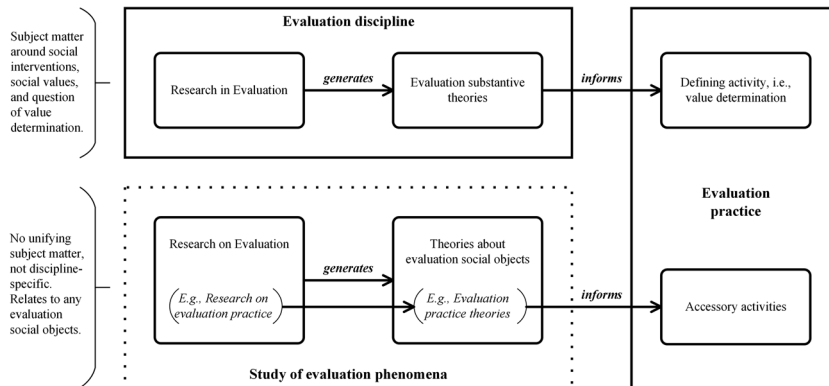 Evaluation discipline
Subject matter
around social
interventions,
social values,
and question
of value
determination.
Research in Evaluation
generates
Evaluation substantive
theories
informs
Defining activity, i.e.,
value determination
Evaluation
practice
No unifying
subject matter,
not discipline-
specific.
Relates to any
evaluation
social objects.
Research on Evaluation
(E.g., Research on
evaluation practice)
generates
Theories about
evaluation social objects
(E.g., Evaluation
practice theories)
informs
Accessory activities
Study of evaluation phenomena